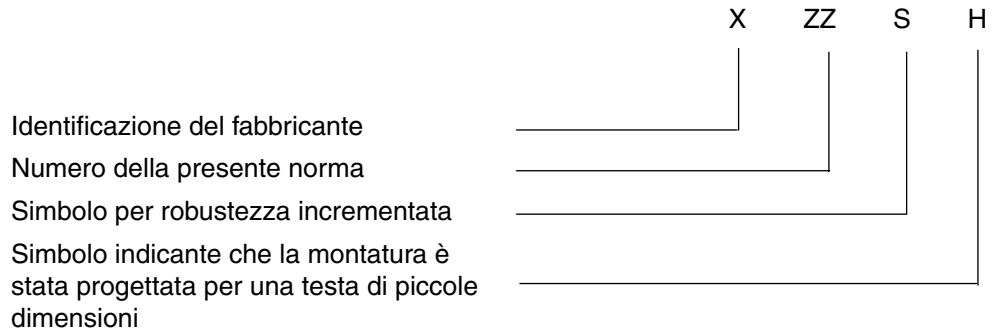 X ZZ S H
Identificazione del fabbricante
Numero della presente norma
Simbolo per robustezza incrementata
Simbolo indicante che la montatura è
stata progettata per una testa di piccole
dimensioni